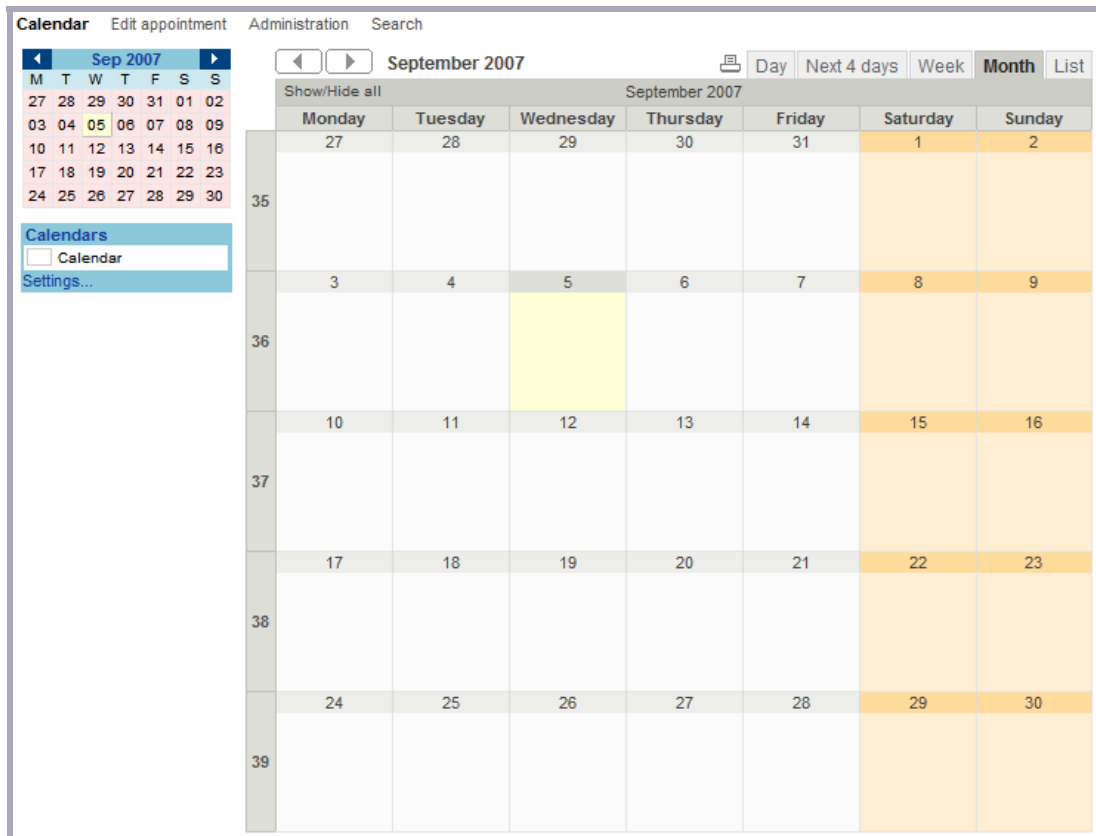 Calendar Edit appointment Administration Search
Sep 2007
M T W T F S S
27 28 29 30 31 01 02
03 04 05 06 07 08 09
10 11 12 13 14 15 16
17 18 19 20 21 22 23
24 25 26 27 28 29 30
Calendars
Calendar
Settings...
September 2007 Day Next 4 days Week Month List
Show/Hide all September 2007
Monday Tuesday Wednesday Thursday Friday Saturday Sunday
27 28 29 30 31 1 2
35
3 4 5 6 7 8 9
36
10 11 12 13 14 15 16
37
17 18 19 20 21 22 23
38
24 25 26 27 28 29 30
39